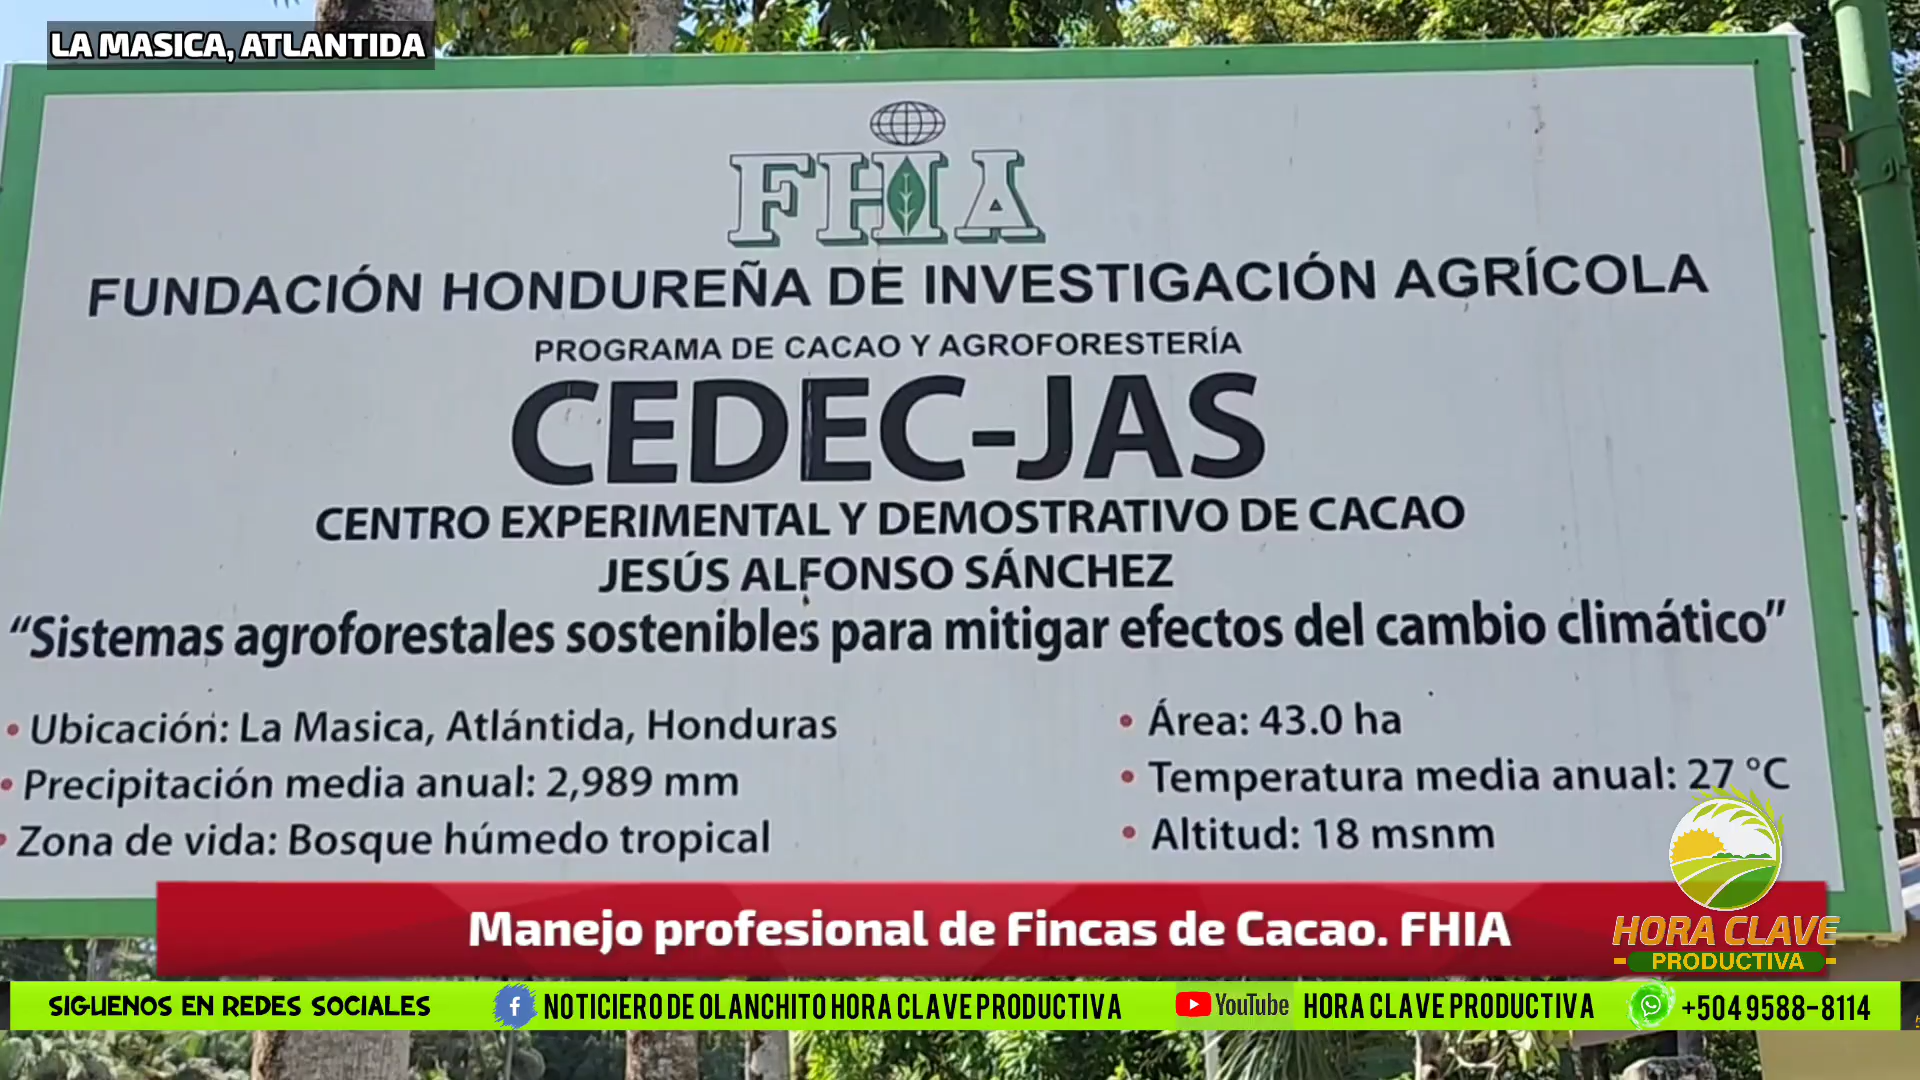 LA MASICA, ATLANTIDA
FHIA
FUNDACIÓN HONDUREÑA DE INVESTIGACIÓN AGRÍCOLA
PROGRAMA DE CACAO Y AGROFORESTERÍA
CEDEC-JAS
CENTRO EXPERIMENTAL Y DEMOSTRATIVO DE CACAO
JESÚS ALFONSO SÁNCHEZ
“Sistemas agroforestales sostenibles para mitigar efectos del cambio climático”
• Ubicación: La Masica, Atlántida, Honduras
• Precipitación media anual: 2,989 mm
• Zona de vida: Bosque húmedo tropical
• Área: 43.0 ha
• Temperatura media anual: 27 °C
• Altitud: 18 msnm
Manejo profesional de Fincas de Cacao. FHIA
HORA CLAVE
PRODUCTIVA
SIGUENOS EN REDES SOCIALES NOTICIERO DE OLANCHITO HORA CLAVE PRODUCTIVA YouTube HORA CLAVE PRODUCTIVA +504 9588-8114